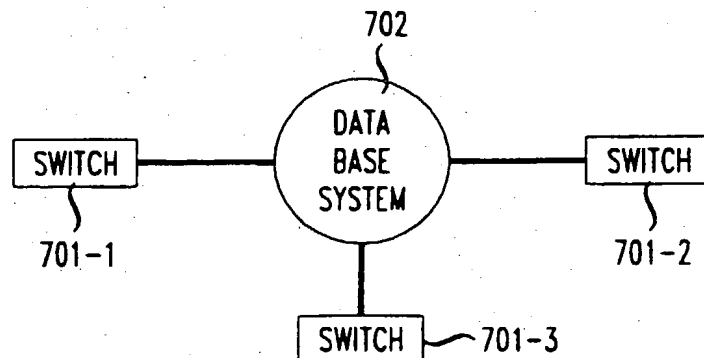 702
DATA
BASE
SYSTEM
SWITCH
701-1
SWITCH
701-2
SWITCH
701-3